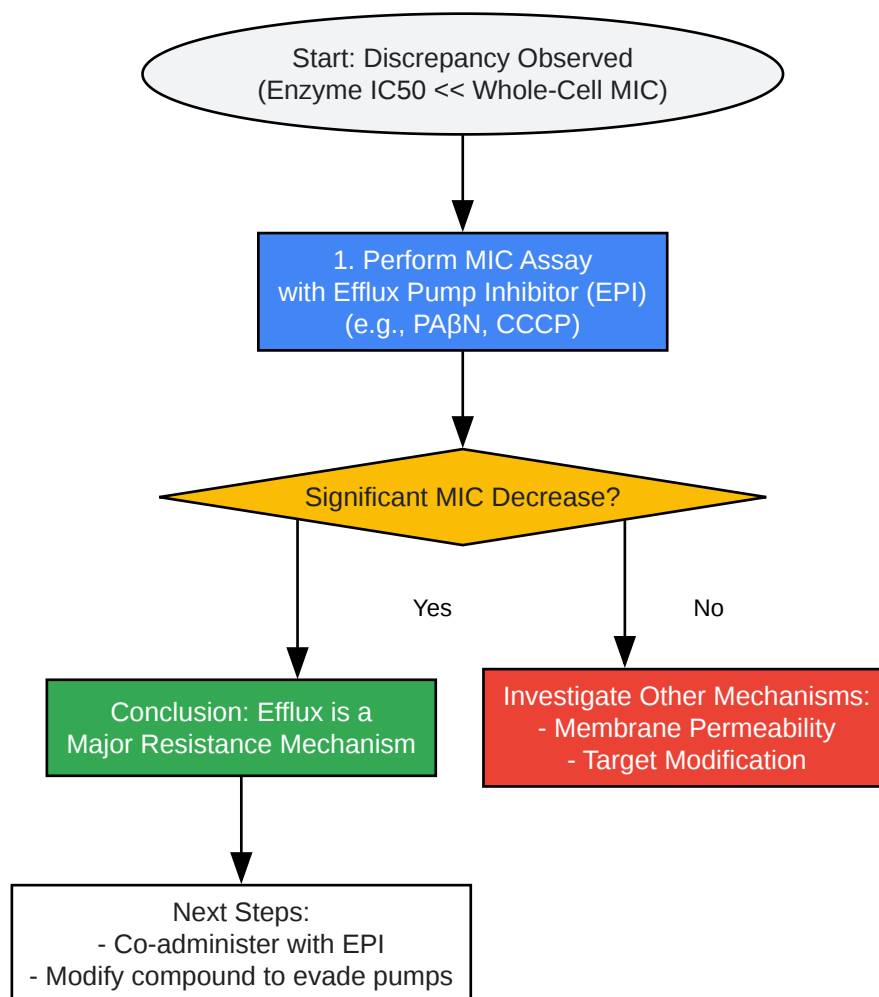 Start: Discrepancy Observed
(Enzyme IC50 << Whole-Cell MIC)
1. Perform MIC Assay
with Efflux Pump Inhibitor (EPI)
(e.g., PAβN, CCCP)
Significant MIC Decrease?
Yes
No
Conclusion: Efflux is a
Major Resistance Mechanism
Investigate Other Mechanisms:
- Membrane Permeability
- Target Modification
Next Steps:
- Co-administer with EPI
- Modify compound to evade pumps